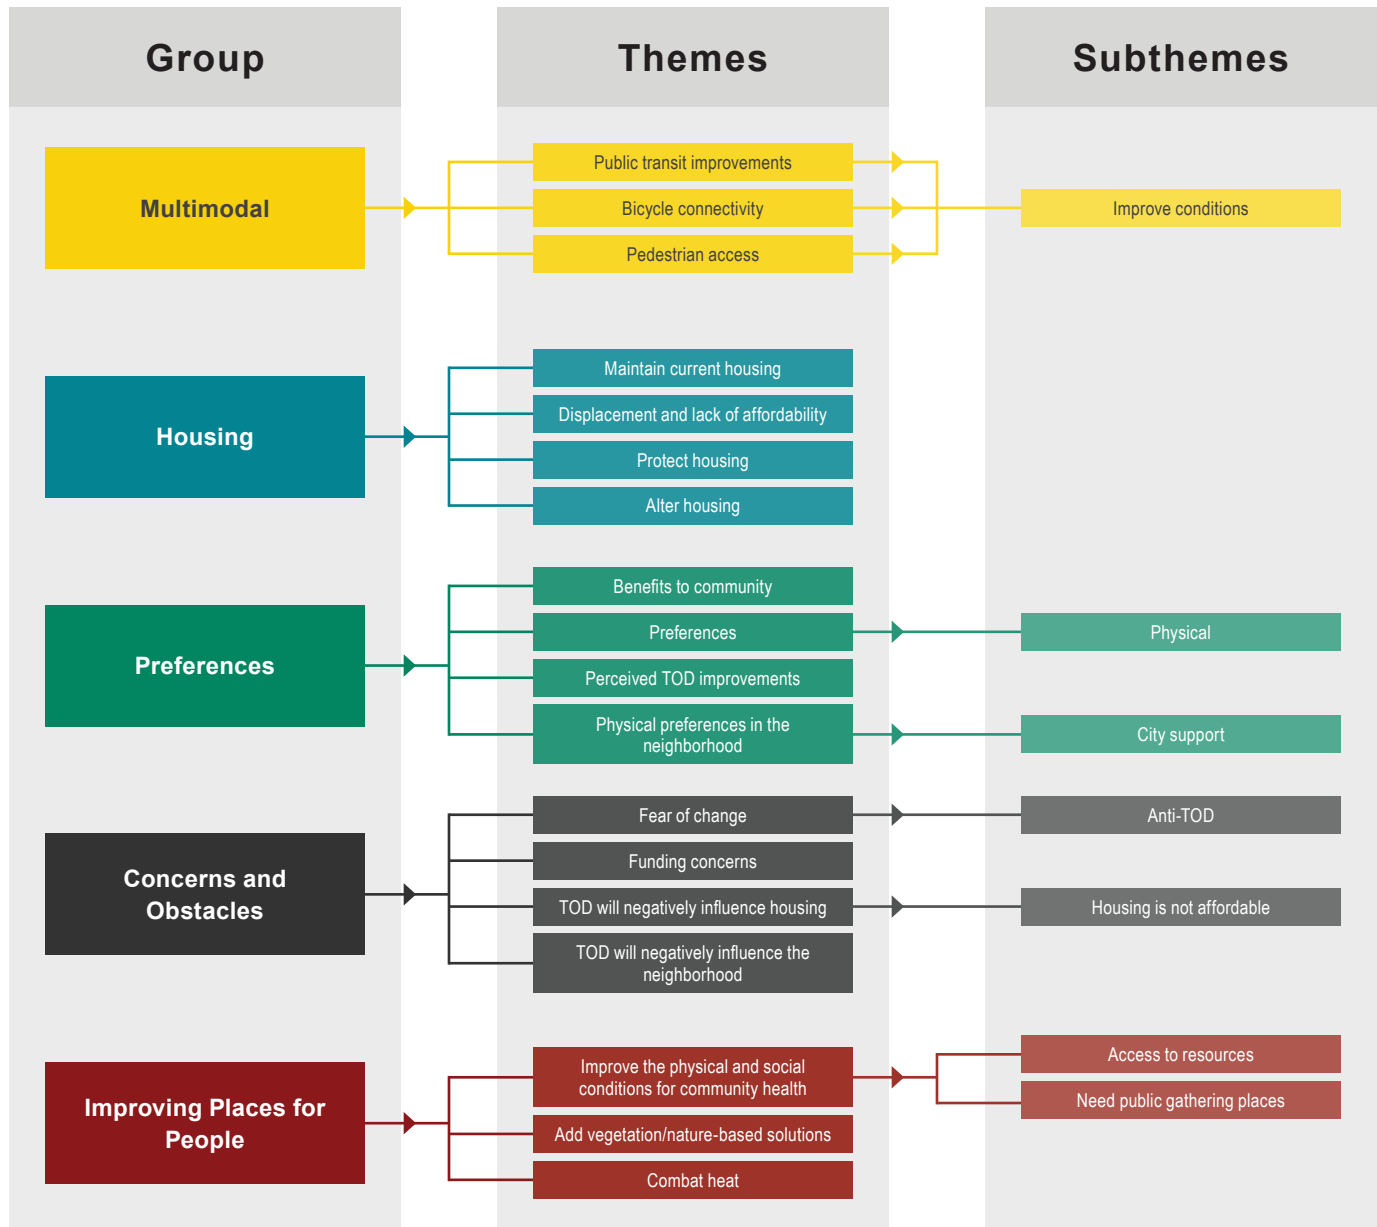 Group
Themes
Subthemes
Multimodal
Public transit improvements
Bicycle connectivity
Pedestrian access
Improve conditions
Housing
Maintain current housing
Displacement and lack of affordability
Protect housing
Alter housing
Preferences
Benefits to community
Preferences
Perceived TOD improvements
Physical preferences in the
neighborhood
Physical
City support
Concerns and
Obstacles
Fear of change
Funding concerns
TOD will negatively influence housing
TOD will negatively influence the
neighborhood
Anti-TOD
Housing is not affordable
Improving Places for
People
Improve the physical and social
conditions for community health
Add vegetation/nature-based solutions
Combat heat
Access to resources
Need public gathering places